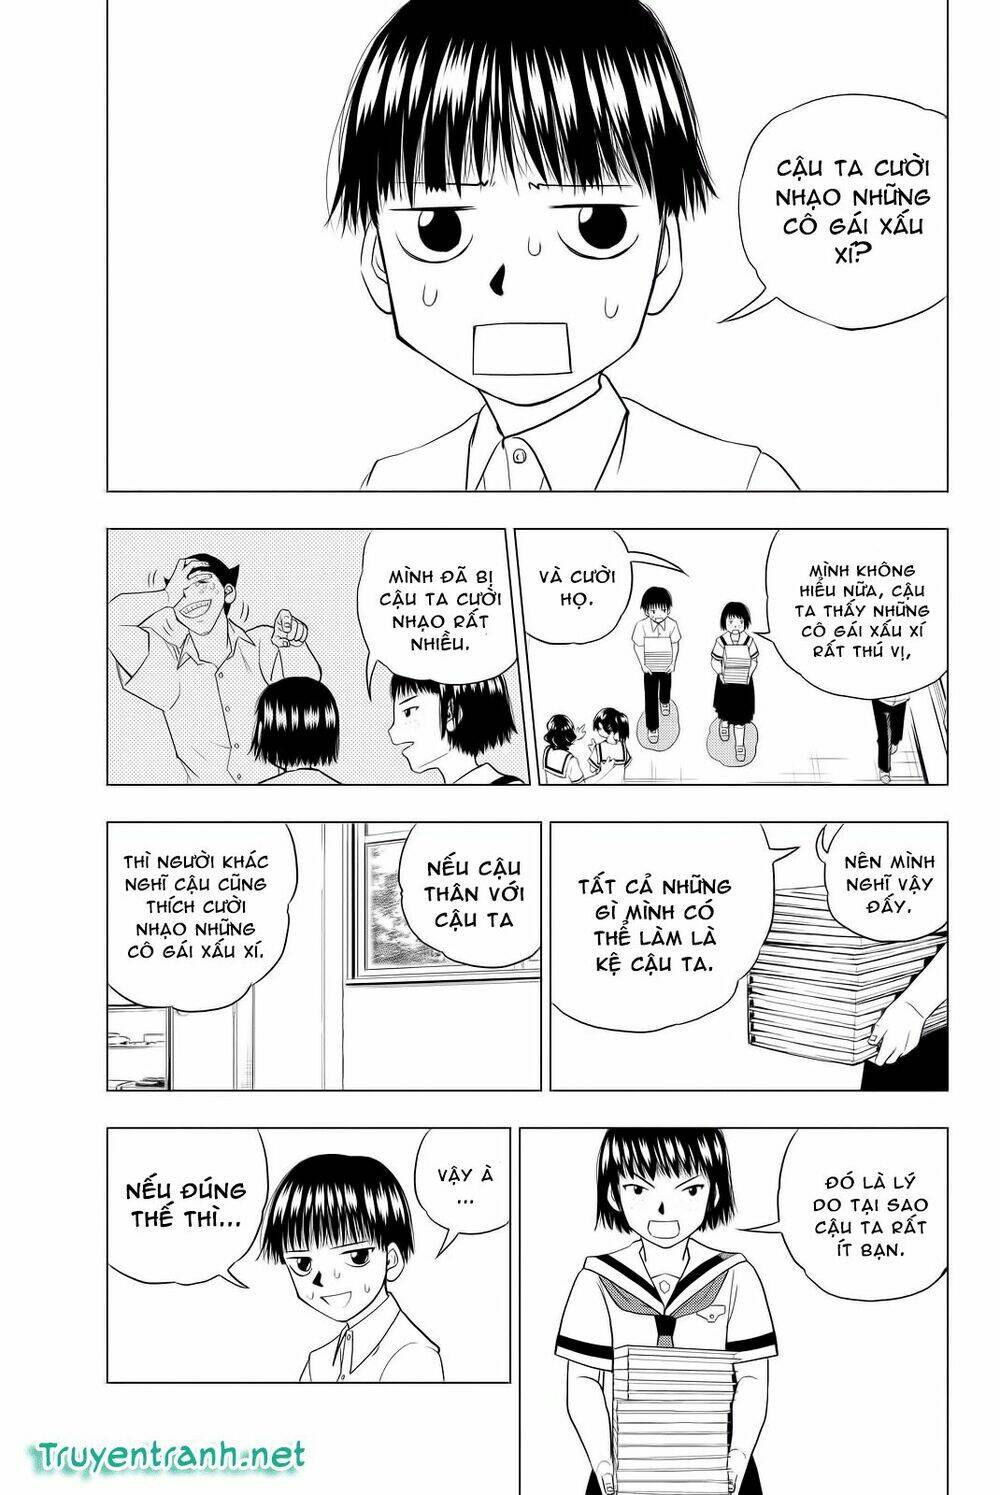 CẬU TA CƯỜI
NHẠO NHỮNG
CÔ GÁI XẤU
XÍ?
MÌNH KHÔNG
HIỂU NỮA, CẬU
TA THẤY NHỮNG
CÔ GÁI XẤU XÍ
RẤT THÚ VỊ,
VÀ CƯỜI
HỌ.
MÌNH ĐÃ BỊ
CẬU TA CƯỜI
NHẠO RẤT
NHIỀU.
NÊN MÌNH
NGHĨ VẬY
ĐẤY.
TẤT CẢ NHỮNG
GÌ MÌNH CÓ
THỂ LÀM LÀ
KỆ CẬU TA.
NẾU CẬU
THÂN VỚI
CẬU TA
THÌ NGƯỜI KHÁC
NGHĨ CẬU CŨNG
THÍCH CƯỜI
NHẠO NHỮNG
CÔ GÁI XẤU XÍ.
ĐÓ LÀ LÝ
DO TẠI SAO
CẬU TA RẤT
ÍT BẠN.
VẬY À
...
NẾU ĐÚNG
THẾ THÌ...
Truyentranh.net